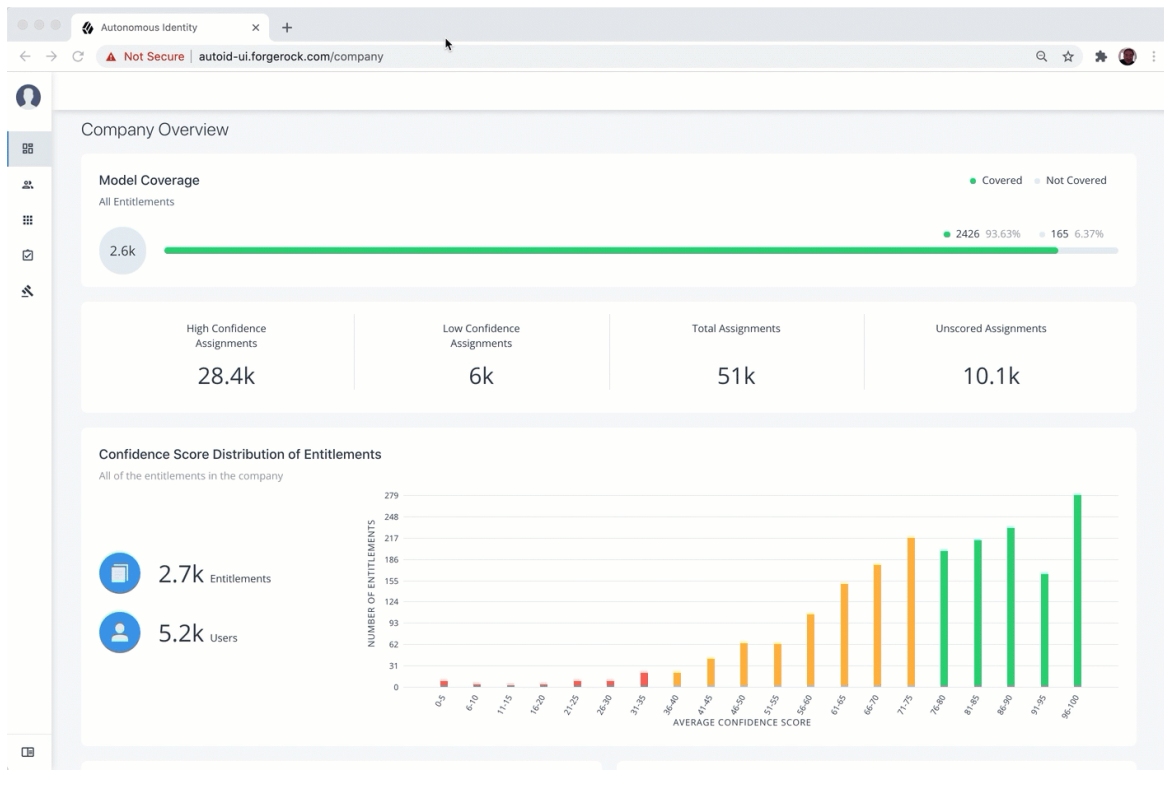 Autonomous Identity
Not Secure autoid-ui.forgerock.com/company
Company Overview
Model Coverage
Covered Not Covered
All Entitlements
2426 93.63% 165 6.37%
2.6k
High Confidence Assignments
28.4k
Low Confidence Assignments
6k
Total Assignments
51k
Unscored Assignments
10.1k
Confidence Score Distribution of Entitlements
All of the entitlements in the company
2.7k Entitlements
5.2k Users
NUMBER OF ENTITLEMENTS
279
248
217
186
155
124
93
62
31
0
0-5 6-10 11-15 16-20 21-25 26-30 31-35 36-40 41-45 46-50 51-55 56-60 61-65 66-70 71-75 76-80 81-85 86-90 91-95 96-100
AVERAGE CONFIDENCE SCORE